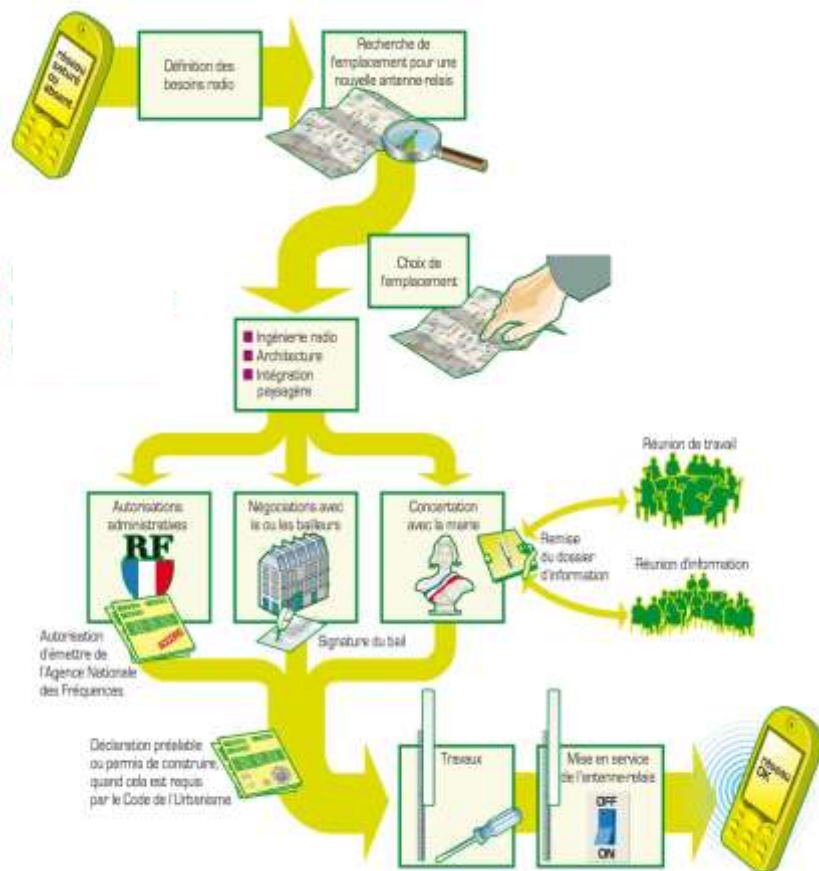 réseau
saturé
ou
absent
Définition des
besoins radio
Recherche de
l'emplacement pour une
nouvelle antenne-relais
Choix de
l'emplacement
Ingénierie radio
Architecture
Intégration
paysagère
Autorisations
administratives
RF
Négociations avec
le ou les bailleurs
Concertation
avec la mairie
Réunion de travail
Remise
du dossier
d'information
Réunion d'information
Autorisation
d'émettre de
l'Agence Nationale
des Fréquences
ACCORD
Signature du bail
Déclaration préalable
ou permis de construire,
quand cela est requis
par le Code de l'Urbanisme
Travaux
Mise en service
de l'antenne-relais
OFF
ON
réseau
OK